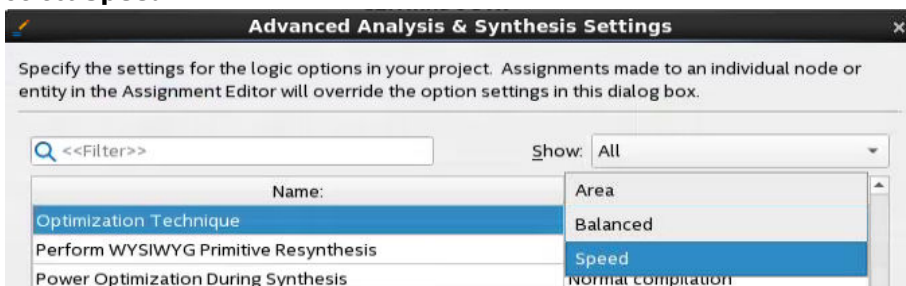 Advanced Analysis & Synthesis Settings
Specify the settings for the logic options in your project. Assignments made to an individual node or
entity in the Assignment Editor will override the option settings in this dialog box.
<<Filter>>
Show: All
Name:
Area
Optimization Technique
Balanced
Perform WYSIWYG Primitive Resynthesis
Speed
Power Optimization During Synthesis
Normal compilation